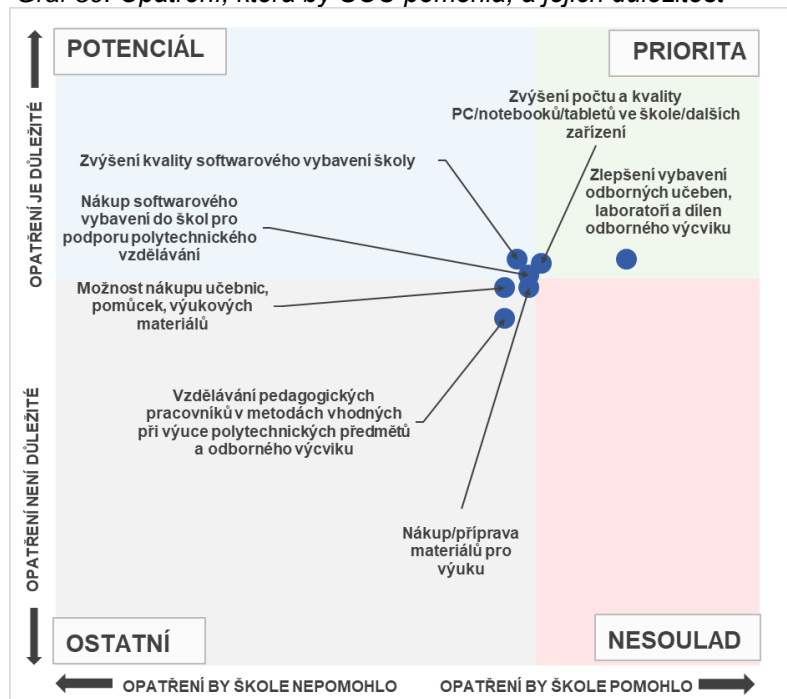 POTENCIÁL
PRIORITA
Zvýšení počtu a kvality
PC/notebooků/tabletů ve škole/dalších
zařízení
Zvýšení kvality softwarového vybavení školy
Zlepšení vybavení
odborných učeben,
laboratoří a dílen
odborného výcviku
Nákup softwarového
vybavení do škol pro
podporu polytechnického
vzdělávání
Možnost nákupu učebnic,
pomůcek, výukových
materiálů
Vzdělávání pedagogických
pracovníků v metodách vhodných
při výuce polytechnických předmětů
a odborného výcviku
Nákup/příprava
materiálů pro
výuku
OPATŘENÍ JE DŮLEŽITÉ
OPATŘENÍ NENÍ DŮLEŽITÉ
OSTATNÍ
NESOULAD
OPATŘENÍ BY ŠKOLE NEPOMOHLO
OPATŘENÍ BY ŠKOLE POMOHLO